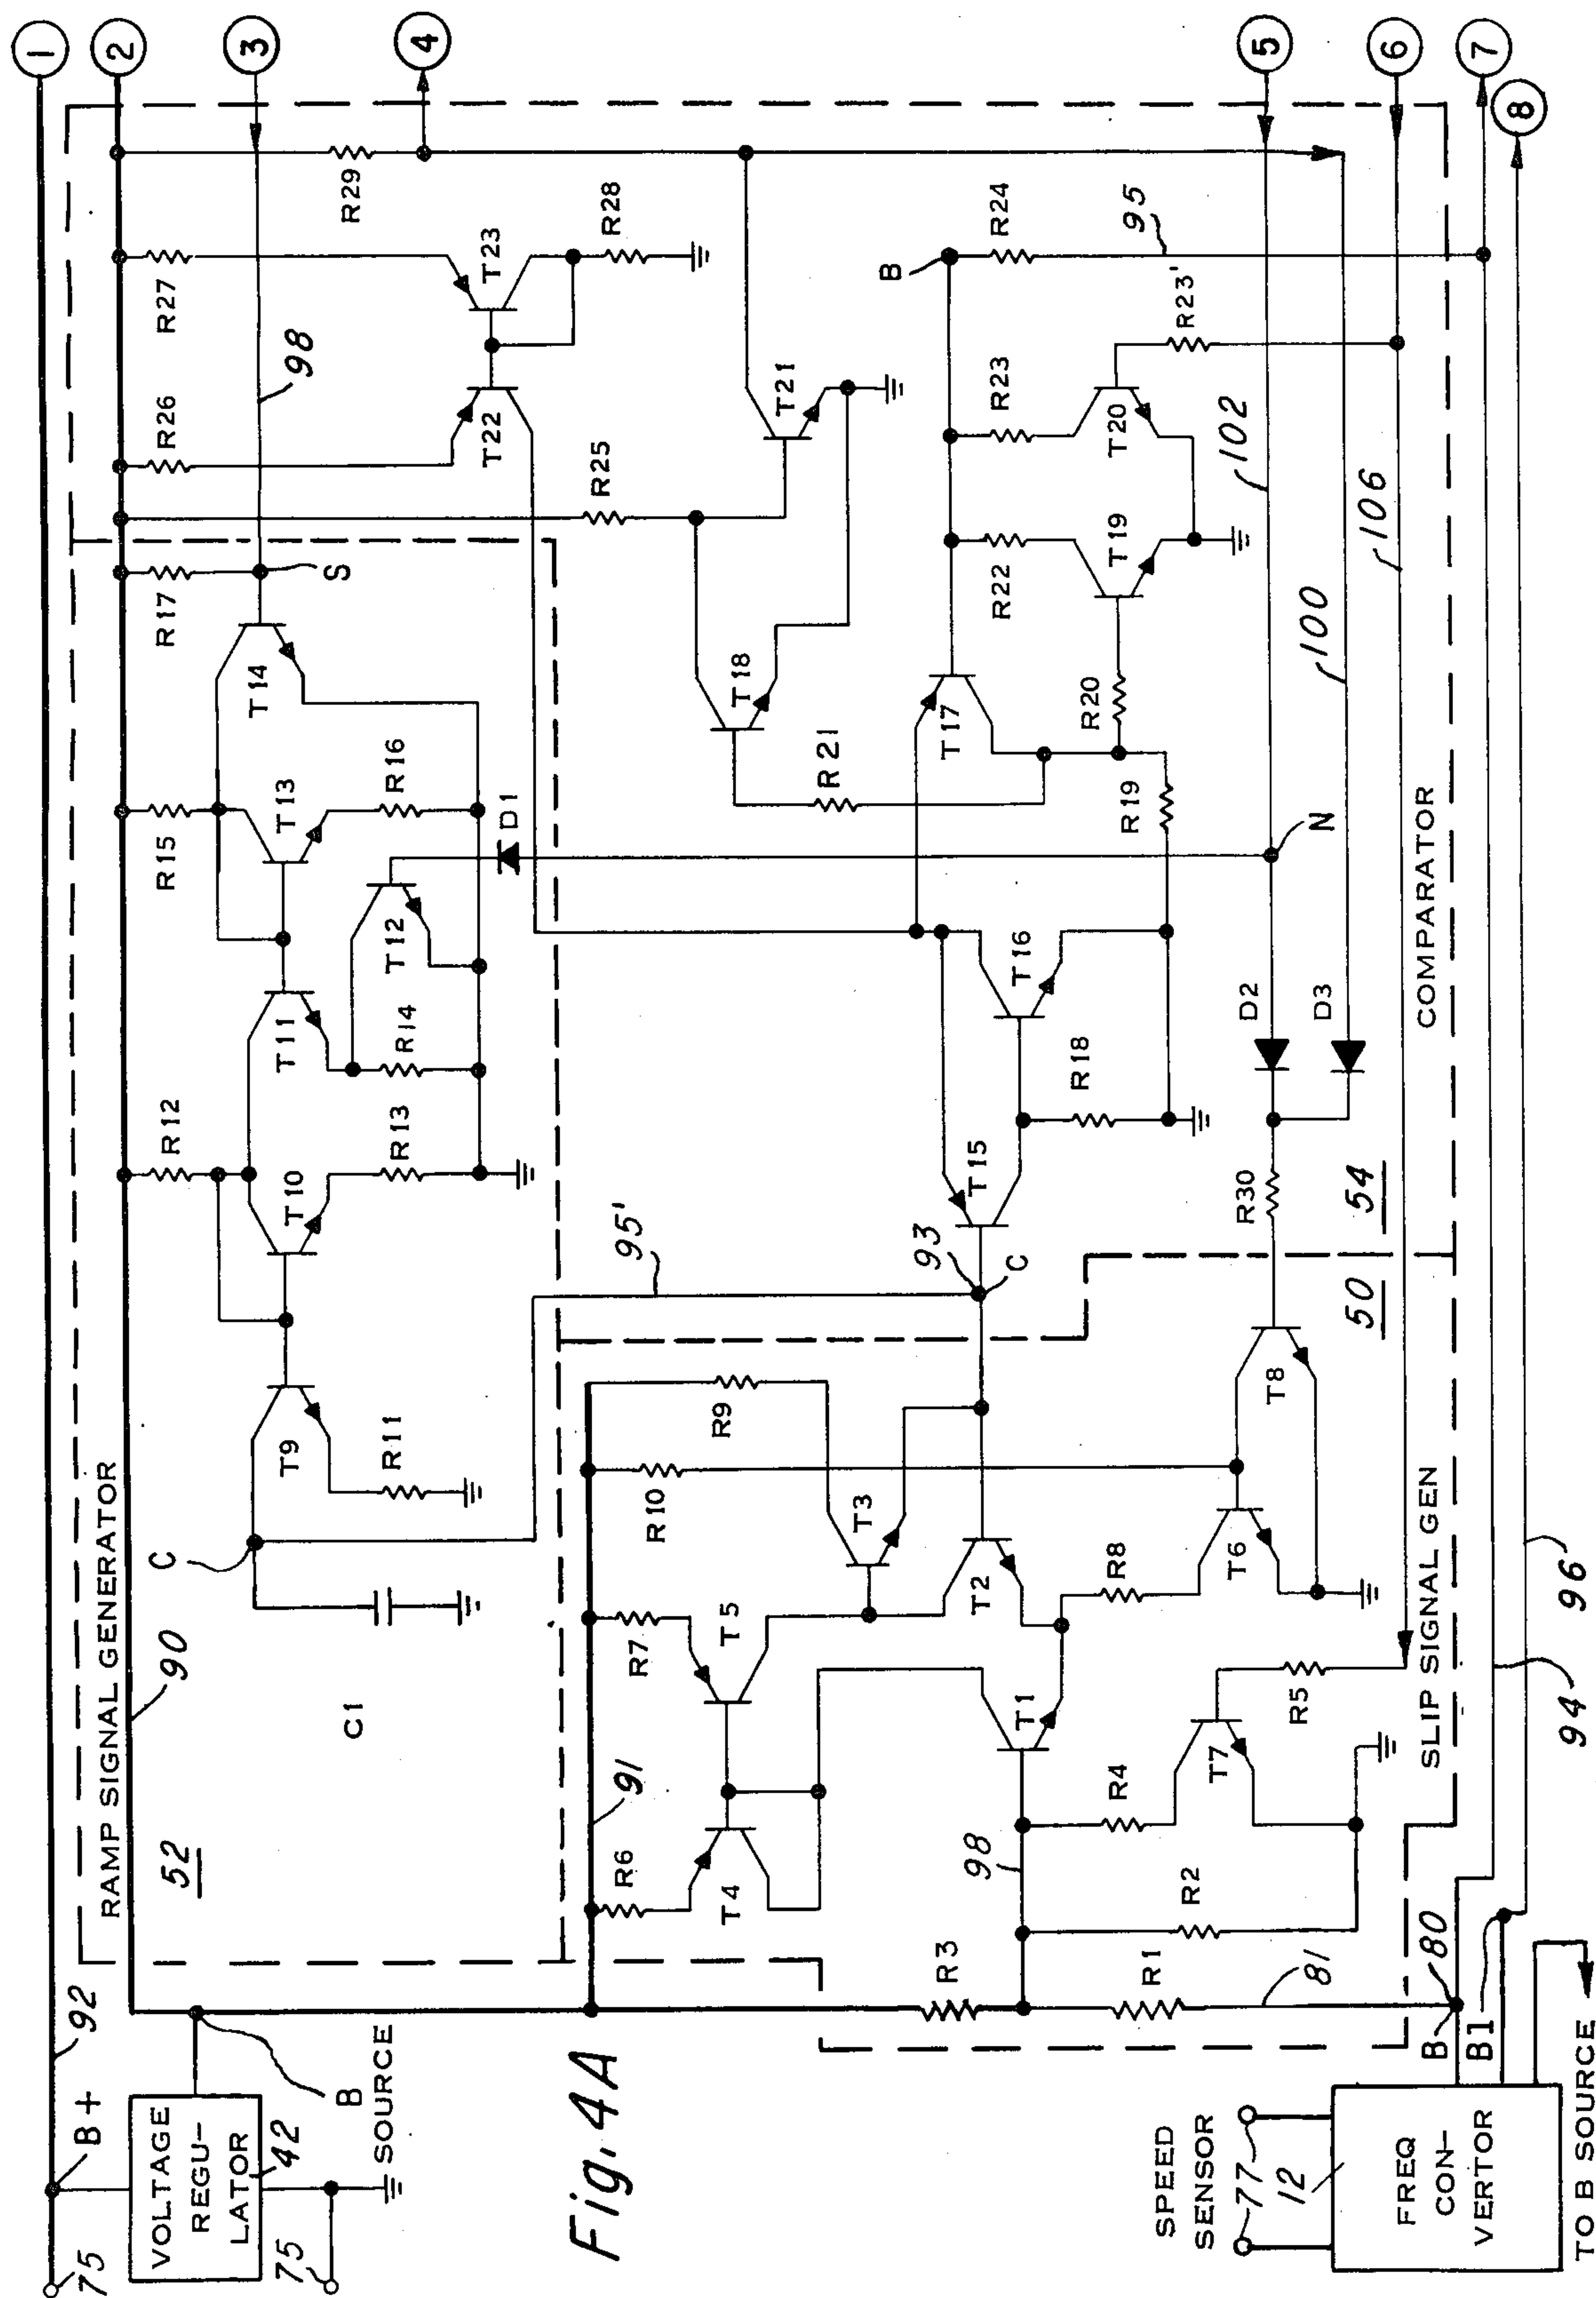 1
2
3
4
5
6
7
8
75
92
B+
VOLTAGE
REGU-
LATOR
42
75
B
SOURCE
RAMP SIGNAL GENERATOR
90
52
C
C1
T9
R11
R12
T10
R13
T11
R14
T12
D1
R15
T13
R16
T14
R17
S
98
R26
R27
T22
T23
R28
R29
R25
T21
T18
R21
T17
R20
R19
R22
T19
R23
T20
R23'
B
R24
95
95'
93
C
T15
T16
R18
N
102
100
106
D2
D3
R30
54
COMPARATOR
50
SLIP SIGNAL GEN
91
R6
T4
R7
T5
R10
R9
T3
T2
T1
R8
T6
T8
98
R4
T7
R5
R2
R3
R1
81
80
B
B1
94
96
Fig. 4A
SPEED
SENSOR
77
12
FREQ
CON-
VERTOR
TO B SOURCE